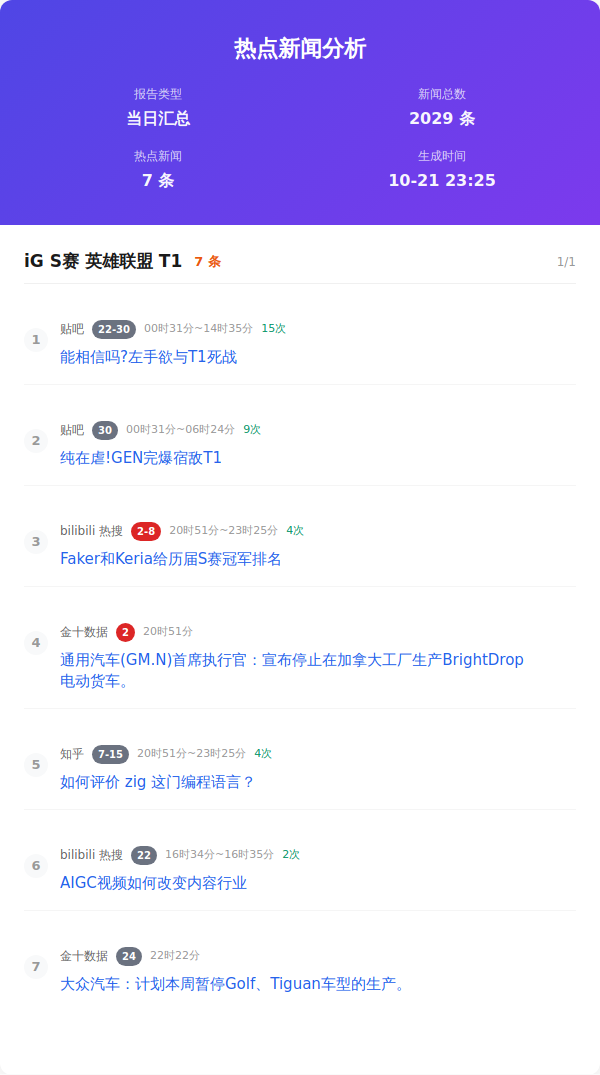 热点新闻分析
报告类型
新闻总数
当日汇总
2029 条
热点新闻
生成时间
7 条
10-21 23:25
iG S赛 英雄联盟 T1 7 条 1/1
1
贴吧 22-30 00时31分~14时35分 15次
能相信吗?左手欲与T1死战
2
贴吧 30 00时31分~06时24分 9次
纯在虐!GEN完爆宿敌T1
3
bilibili 热搜 2-8 20时51分~23时25分 4次
Faker和Keria给历届S赛冠军排名
4
金十数据 2 20时51分
通用汽车(GM.N)首席执行官：宣布停止在加拿大工厂生产BrightDrop
电动货车。
5
知乎 7-15 20时51分~23时25分 4次
如何评价 zig 这门编程语言？
6
bilibili 热搜 22 16时34分~16时35分 2次
AIGC视频如何改变内容行业
7
金十数据 24 22时22分
大众汽车：计划本周暂停Golf、Tiguan车型的生产。